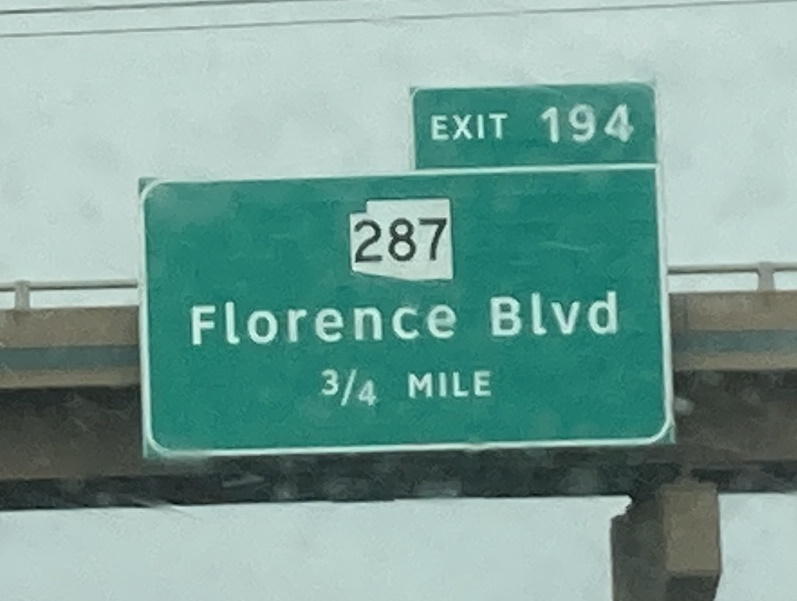 EXIT 194
287
Florence Blvd
3/4 MILE